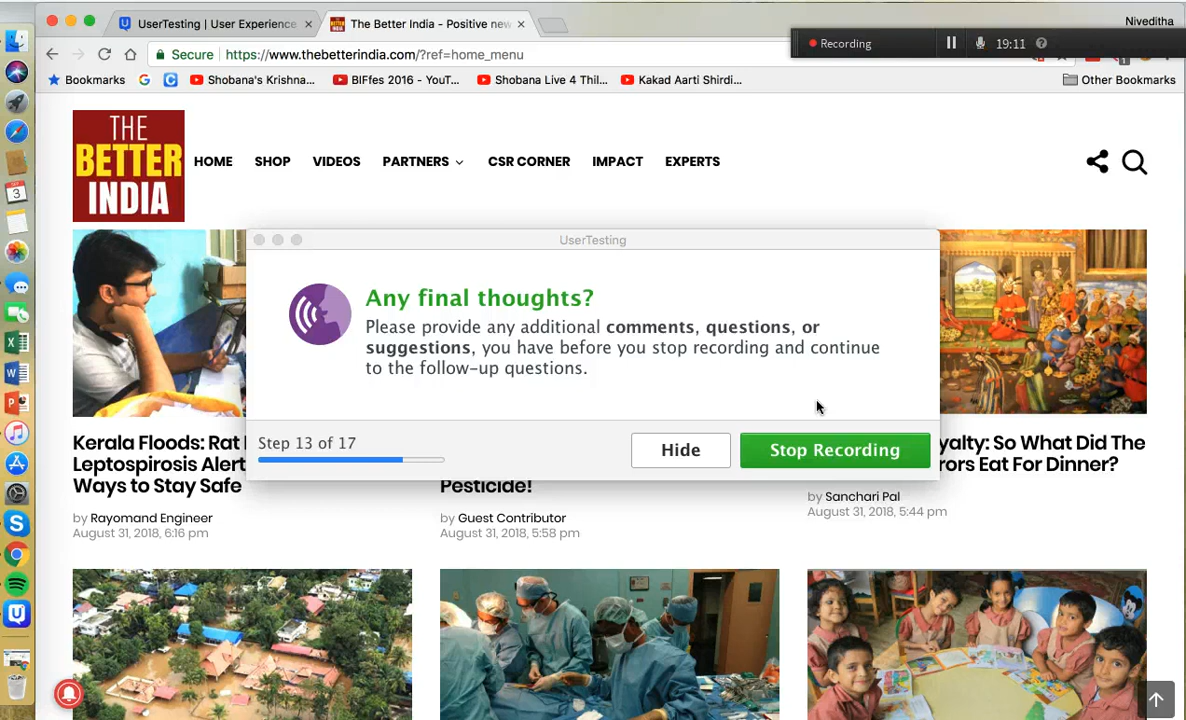 UserTesting | User Experience
The Better India - Positive new
Niveditha
Secure
https://www.thebetterindia.com/?ref=home_menu
Recording
19:11
Bookmarks
Shobana's Krishna...
BIFfes 2016 - YouT...
Shobana Live 4 Thil...
Kakad Aarti Shirdi...
Other Bookmarks
THE
BETTER
INDIA
HOME
SHOP
VIDEOS
PARTNERS
CSR CORNER
IMPACT
EXPERTS
UserTesting
Any final thoughts?
Please provide any additional comments, questions, or
suggestions, you have before you stop recording and continue
to the follow-up questions.
Step 13 of 17
Hide
Stop Recording
Kerala Floods: Rat
Leptospirosis Alert
Ways to Stay Safe
by Rayomand Engineer
August 31, 2018, 6:16 pm
Pesticide!
by Guest Contributor
August 31, 2018, 5:58 pm
yalty: So What Did The
rors Eat For Dinner?
by Sanchari Pal
August 31, 2018, 5:44 pm